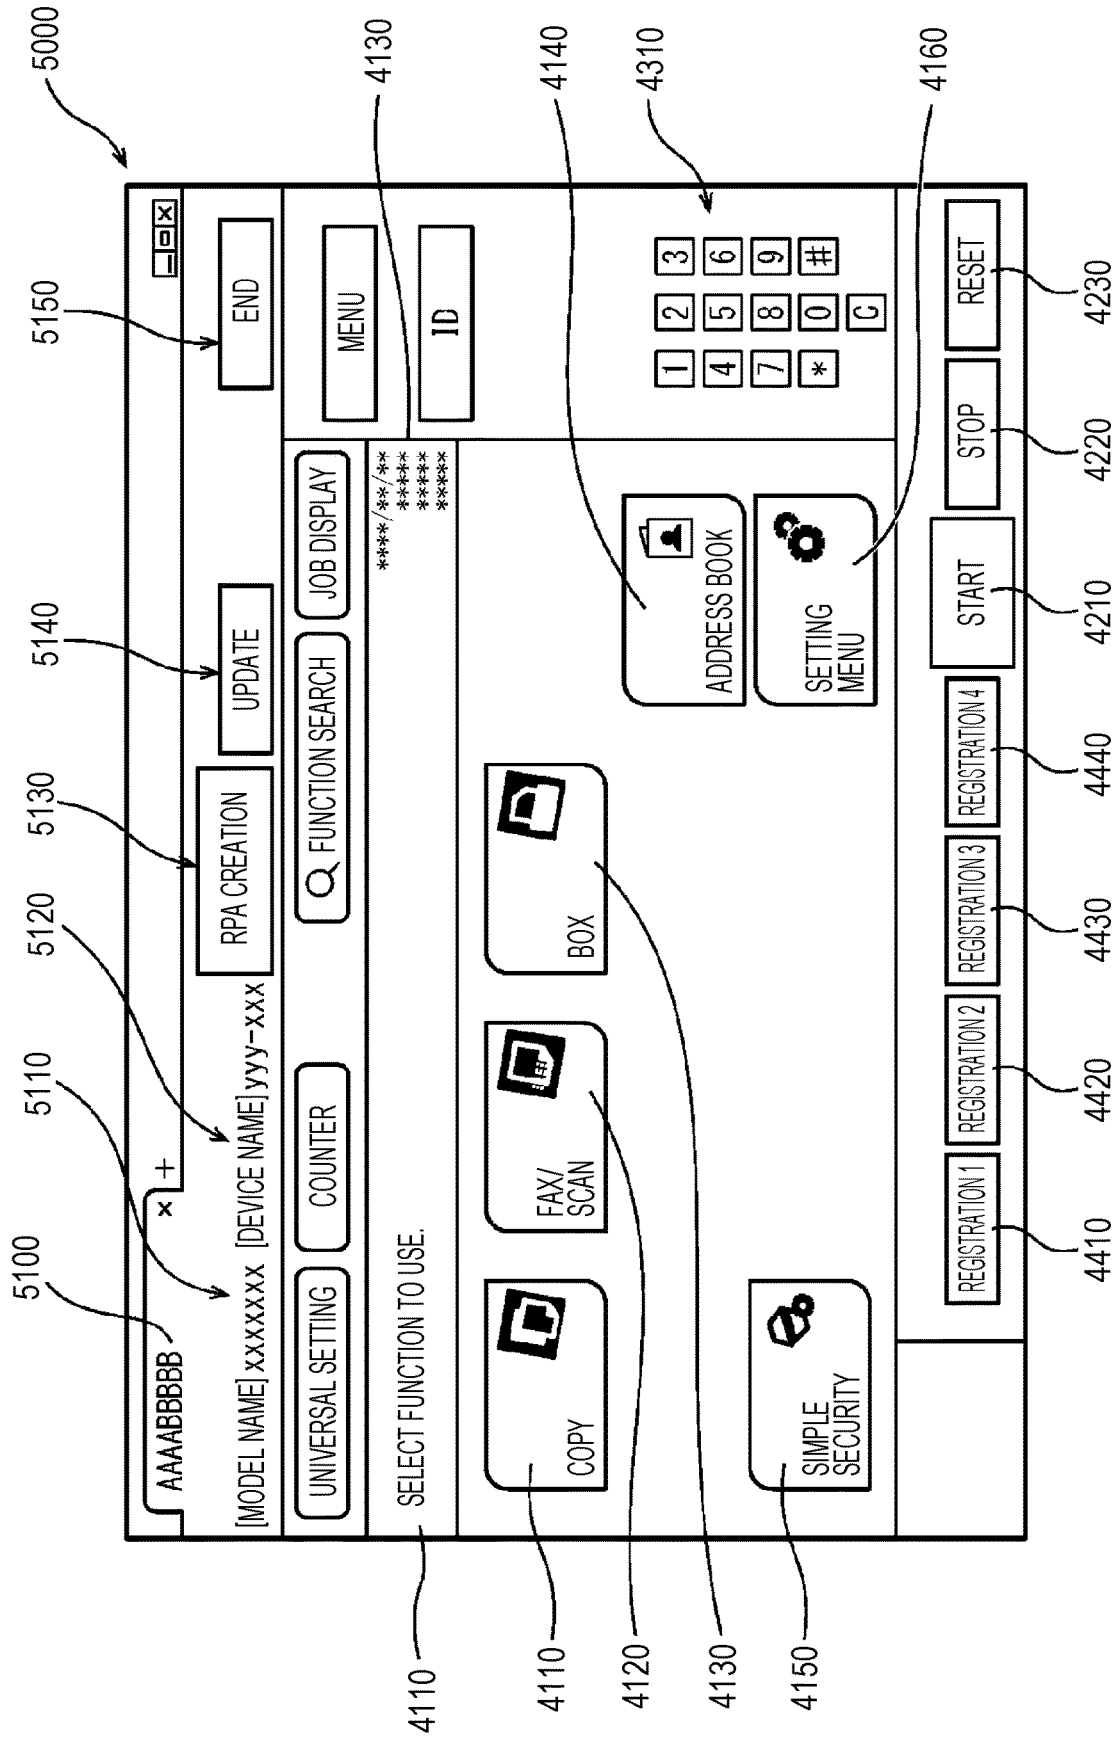 5000
5100
5110
5120
5130
5140
5150
4130
AAAABBBBB × +
[MODEL NAME]xxxxxxx [DEVICE NAME]yyy-xxx
RPA CREATION
UPDATE
END
UNIVERSAL SETTING
COUNTER
FUNCTION SEARCH
JOB DISPLAY
MENU
ID
SELECT FUNCTION TO USE.
****/**/**
*****
*****
*****
4110
COPY
FAX/
SCAN
BOX
ADDRESS BOOK
SIMPLE
SECURITY
SETTING
MENU
1 2 3
4 5 6
7 8 9
* 0 #
C
4140
4310
4160
4110
4120
4130
4150
REGISTRATION 1
REGISTRATION 2
REGISTRATION 3
REGISTRATION 4
START
STOP
RESET
4410
4420
4430
4440
4210
4220
4230